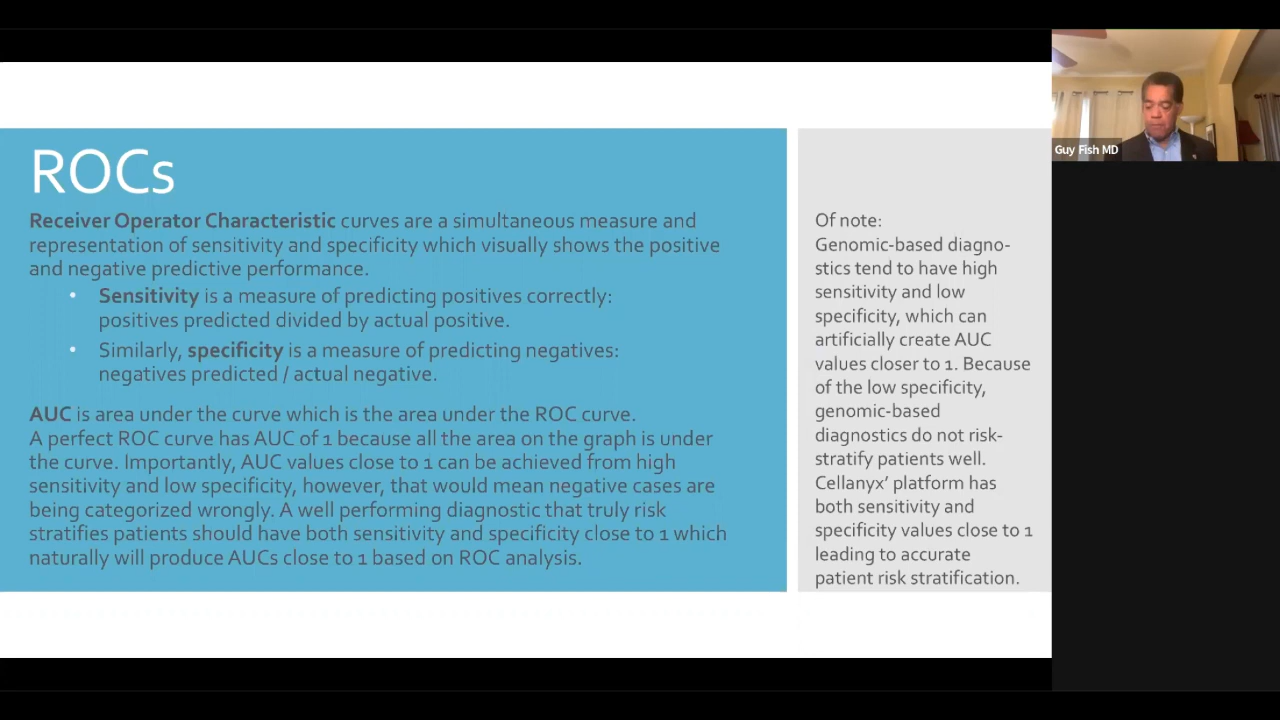 ROCs
Receiver Operator Characteristic curves are a simultaneous measure and
representation of sensitivity and specificity which visually shows the positive
and negative predictive performance.
• Sensitivity is a measure of predicting positives correctly:
positives predicted divided by actual positive.
• Similarly, specificity is a measure of predicting negatives:
negatives predicted / actual negative.
AUC is area under the curve which is the area under the ROC curve.
A perfect ROC curve has AUC of 1 because all the area on the graph is under
the curve. Importantly, AUC values close to 1 can be achieved from high
sensitivity and low specificity, however, that would mean negative cases are
being categorized wrongly. A well performing diagnostic that truly risk
stratifies patients should have both sensitivity and specificity close to 1 which
naturally will produce AUCs close to 1 based on ROC analysis.
Of note:
Genomic-based diagno-
stics tend to have high
sensitivity and low
specificity, which can
artificially create AUC
values closer to 1. Because
of the low specificity,
genomic-based
diagnostics do not risk-
stratify patients well.
Cellanyx' platform has
both sensitivity and
specificity values close to 1
leading to accurate
patient risk stratification.
Guy Fish MD